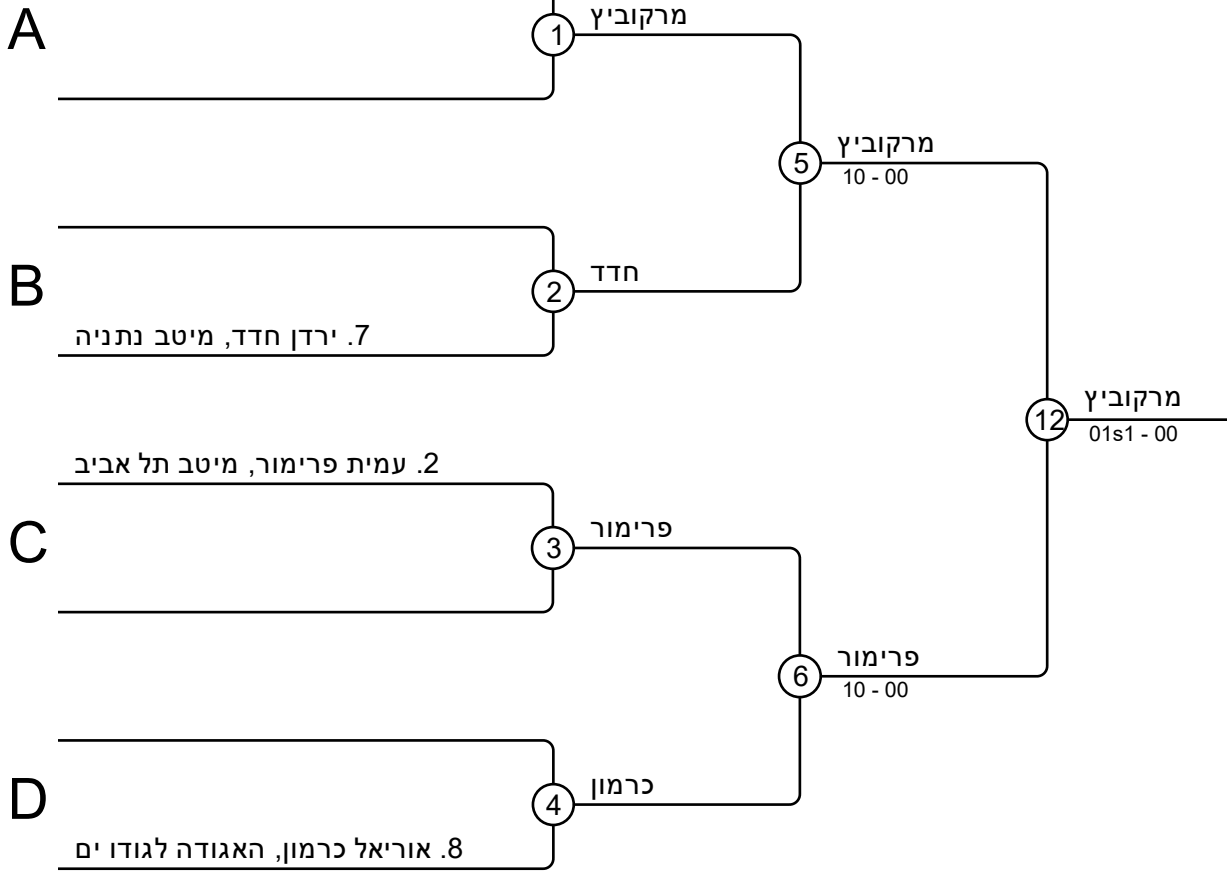 A
1
מרקוביץ
5
מרקוביץ
10 - 00
B
2
חדד
7. ירדן חדד, מיטב נתניה
12
מרקוביץ
01s1 - 00
2. עמית פרימור, מיטב תל אביב
C
3
פרימור
6
פרימור
10 - 00
D
4
כרמון
8. אוריאל כרמון, האגודה לגודו ים